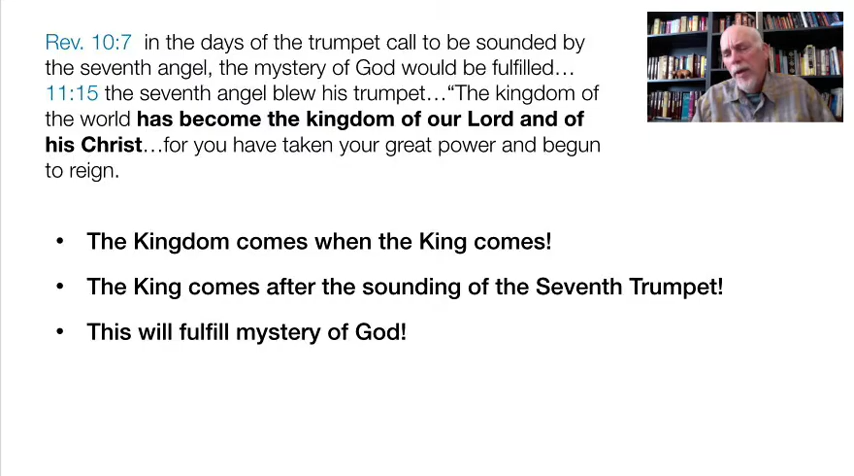 Rev. 10:7 in the days of the trumpet call to be sounded by
the seventh angel, the mystery of God would be fulfilled…
11:15 the seventh angel blew his trumpet…“The kingdom of
the world has become the kingdom of our Lord and of
his Christ…for you have taken your great power and begun
to reign.
• The Kingdom comes when the King comes!
• The King comes after the sounding of the Seventh Trumpet!
• This will fulfill mystery of God!